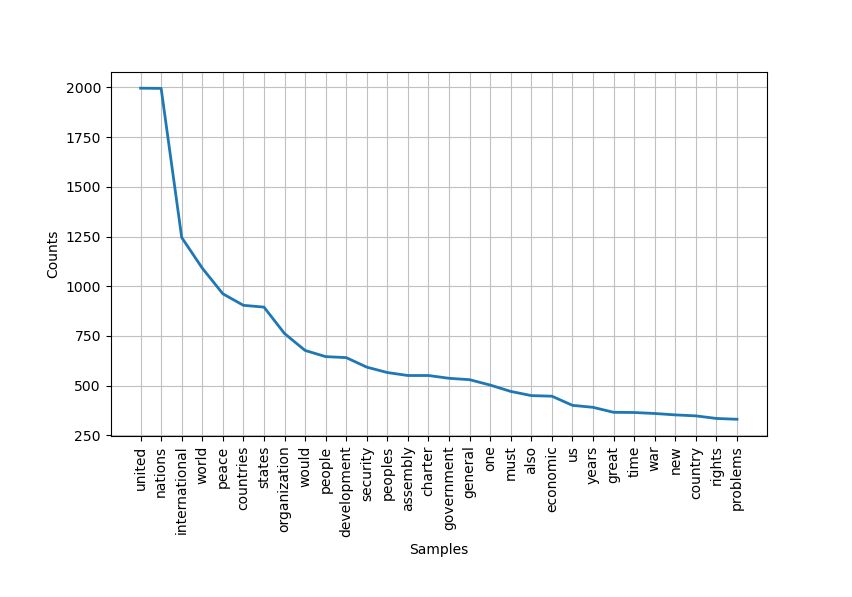 2000
1750
1500
1250
1000
750
500
250
Counts
united
nations
international
world
peace
countries
states
organization
would
people
development
security
peoples
assembly
charter
government
general
one
must
also
economic
us
years
great
time
war
new
country
rights
problems
Samples